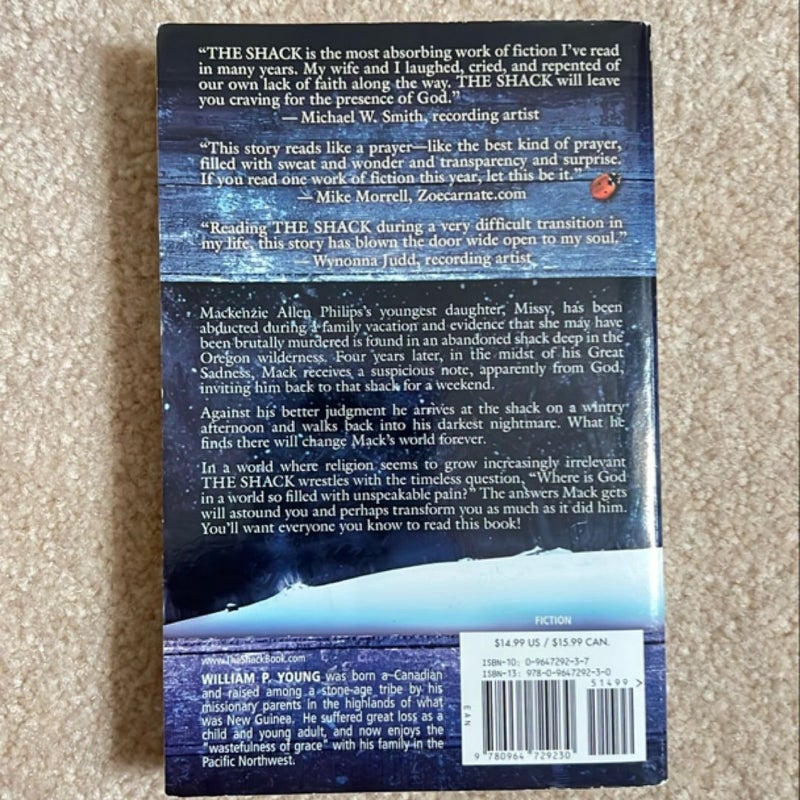 “THE SHACK is the most absorbing work of fiction I’ve read
in many years. My wife and I laughed, cried, and repented of
our own lack of faith along the way. THE SHACK will leave
you craving for the presence of God.”
— Michael W. Smith, recording artist
“This story reads like a prayer—like the best kind of prayer,
filled with sweat and wonder and transparency and surprise.
If you read one work of fiction this year, let this be it.”
— Mike Morrell, Zoecarnate.com
“Reading THE SHACK during a very difficult transition in
my life, this story has blown the door wide open to my soul.”
— Wynonna Judd, recording artist
Mackenzie Allen Philips’s youngest daughter, Missy, has been
abducted during a family vacation and evidence that she may have
been brutally murdered is found in an abandoned shack deep in the
Oregon wilderness. Four years later, in the midst of his Great
Sadness, Mack receives a suspicious note, apparently from God,
inviting him back to that shack for a weekend.
Against his better judgment he arrives at the shack on a wintry
afternoon and walks back into his darkest nightmare. What he
finds there will change Mack’s world forever.
In a world where religion seems to grow increasingly irrelevant
THE SHACK wrestles with the timeless question, “Where is God
in a world so filled with unspeakable pain?” The answers Mack gets
will astound you and perhaps transform you as much as it did him.
You’ll want everyone you know to read this book!
FICTION
www.TheShackBook.com
WILLIAM P. YOUNG was born a Canadian
and raised among a stone-age tribe by his
missionary parents in the highlands of what
was New Guinea. He suffered great loss as a
child and young adult, and now enjoys the
"wastefulness of grace" with his family in the
Pacific Northwest.
$14.99 US / $15.99 CAN.
ISBN-10: 0-9647292-3-7
ISBN-13: 978-0-9647292-3-0
51499 >
EAN
9 780964 729230